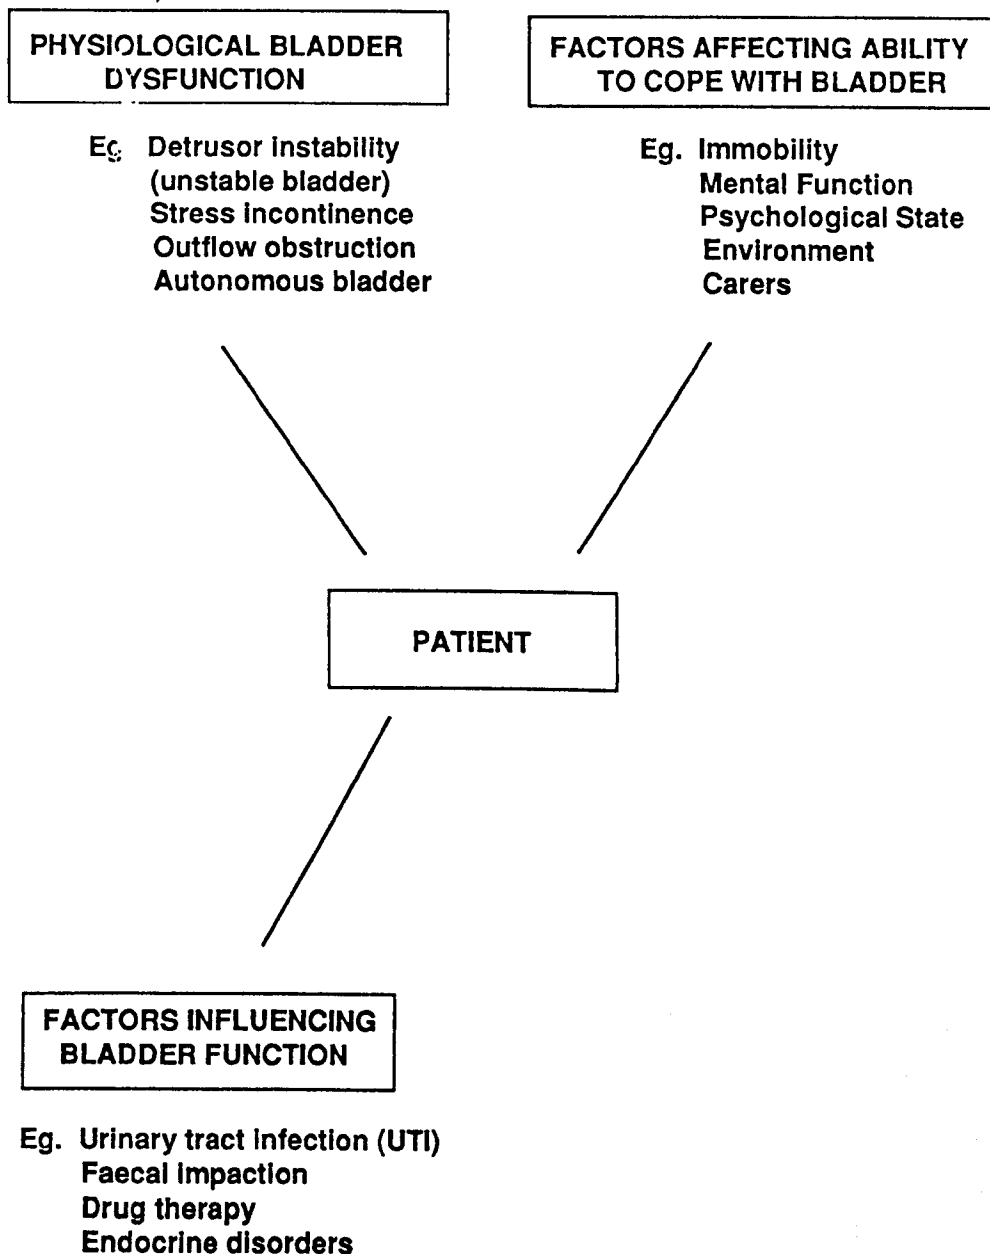 PHYSIOLOGICAL BLADDER
DYSFUNCTION
Eg. Detrusor instability
(unstable bladder)
Stress incontinence
Outflow obstruction
Autonomous bladder
FACTORS AFFECTING ABILITY
TO COPE WITH BLADDER
Eg. Immobility
Mental Function
Psychological State
Environment
Carers
PATIENT
FACTORS INFLUENCING
BLADDER FUNCTION
Eg. Urinary tract infection (UTI)
Faecal impaction
Drug therapy
Endocrine disorders